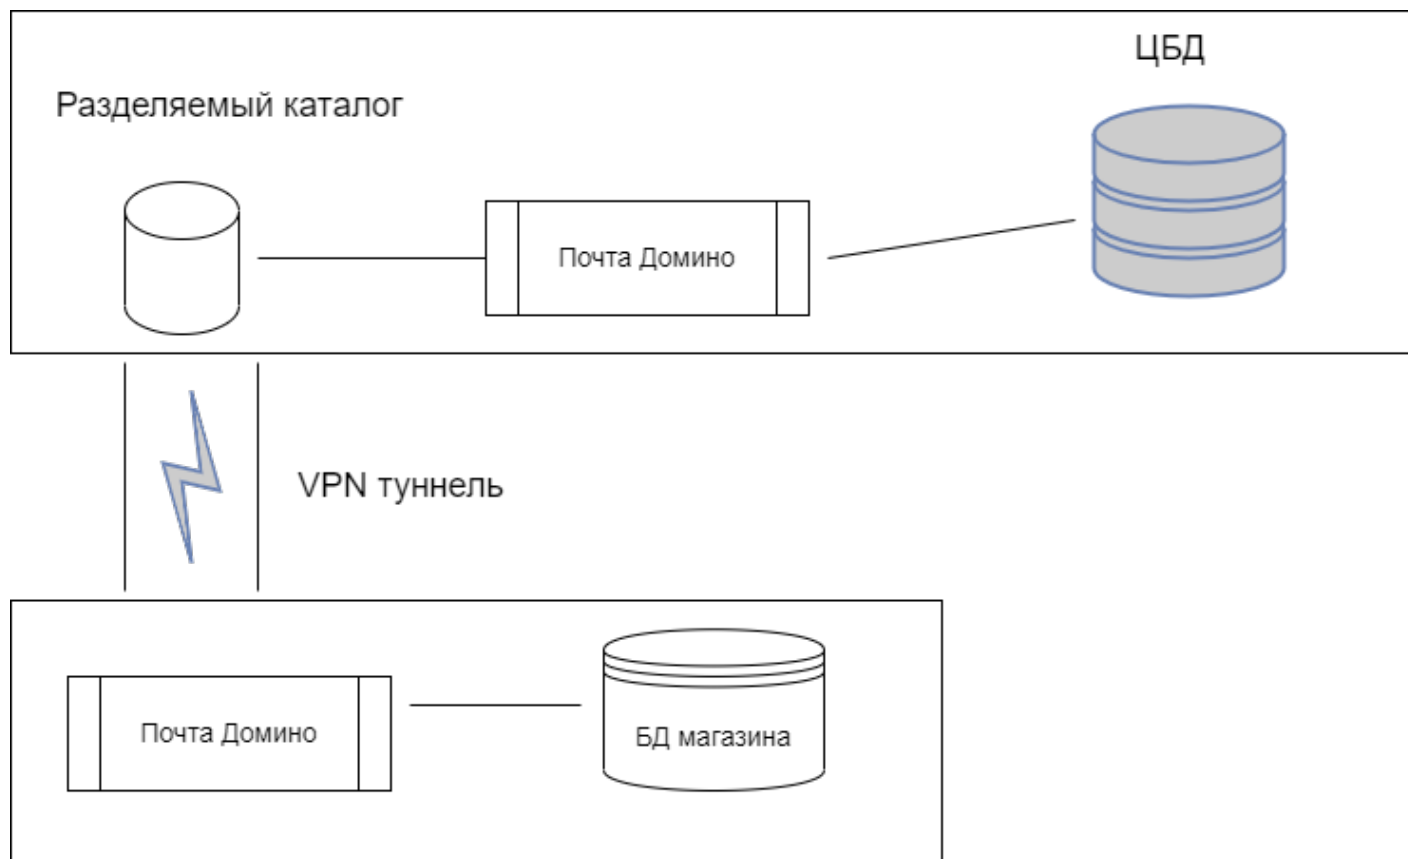 ЦБД
Разделяемый каталог
Почта Домино
VPN туннель
Почта Домино
БД магазина